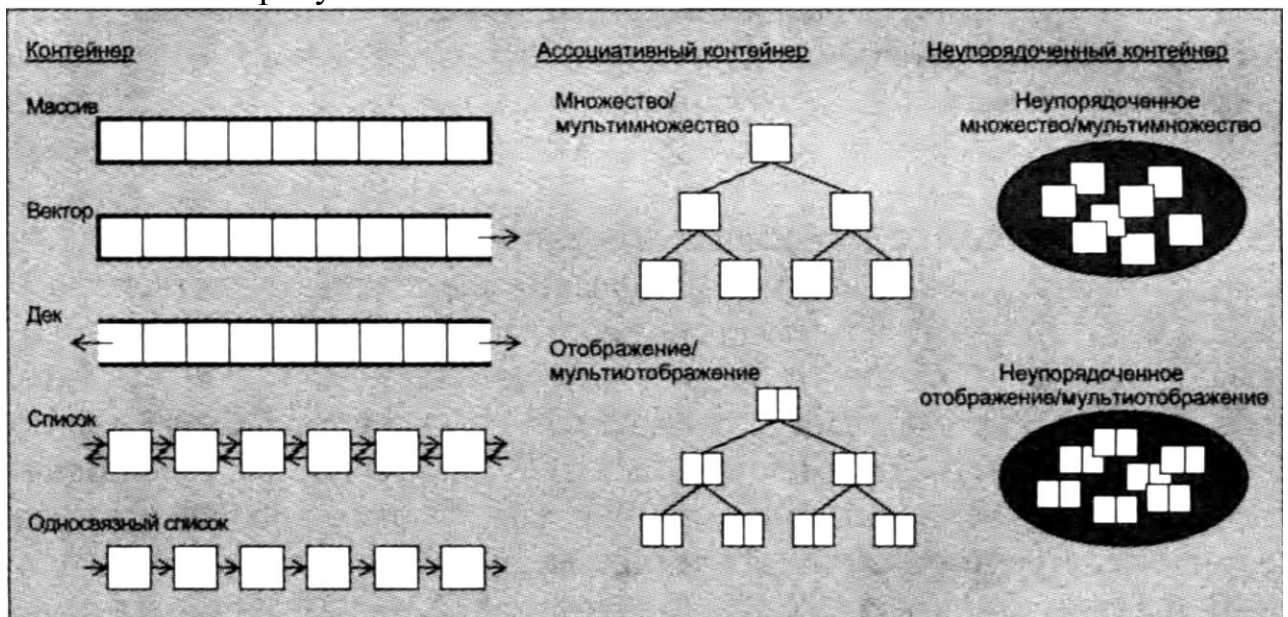 Контейнер
Массив
Вектор
Дек
Список
Односвязный список
Ассоциативный контейнер
Множество/
мультимножество
Отображение/
мультиотображение
Неупорядоченный контейнер
Неупорядоченное
множество/мультимножество
Неупорядоченное
отображение/мультиотображение